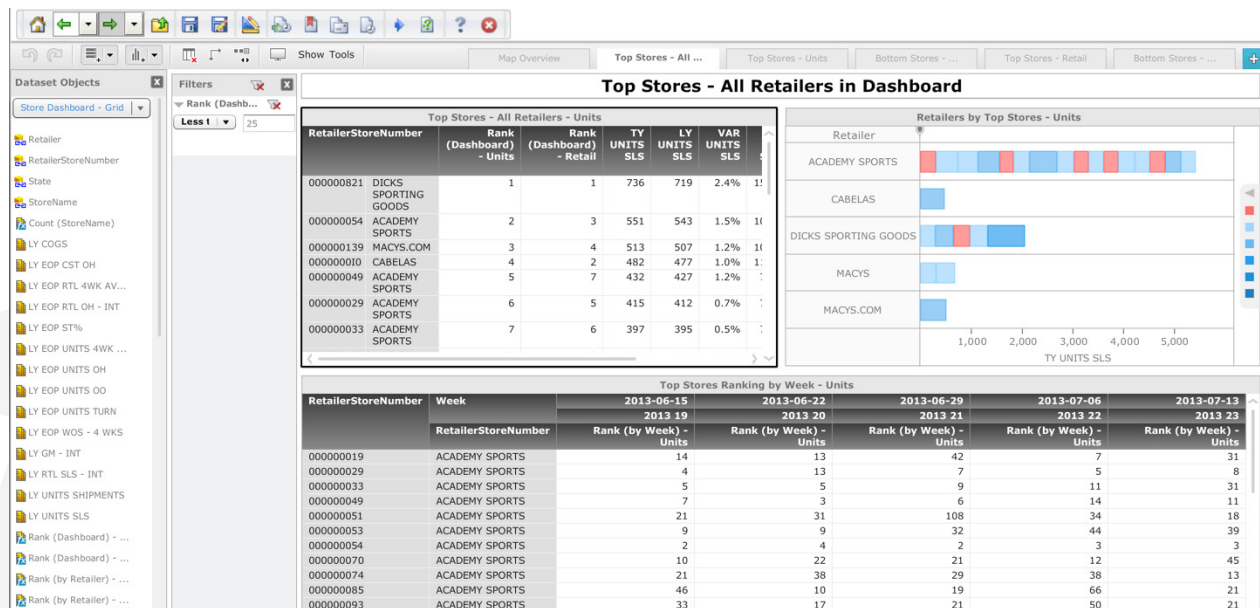 Show Tools
Map Overview
Top Stores - All ...
Top Stores - Units
Bottom Stores - ...
Top Stores - Retail
Bottom Stores - ...
Dataset Objects
Store Dashboard - Grid
Retailer
RetailerStoreNumber
State
StoreName
Count (StoreName)
LY COGS
LY EOP CST OH
LY EOP RTL 4WK AV...
LY EOP RTL OH - INT
LY EOP ST%
LY EOP UNITS 4WK ...
LY EOP UNITS OH
LY EOP UNITS OO
LY EOP UNITS TURN
LY EOP WOS - 4 WKS
LY GM - INT
LY RTL SLS - INT
LY UNITS SHIPMENTS
LY UNITS SLS
Rank (Dashboard) - ...
Rank (Dashboard) - ...
Rank (by Retailer) - ...
Rank (by Retailer) - ...
Filters
Rank (Dashb...
Less t 25
Top Stores - All Retailers in Dashboard
Top Stores - All Retailers - Units
RetailerStoreNumber Rank (Dashboard) - Units Rank (Dashboard) - Retail TY UNITS SLS LY UNITS SLS VAR UNITS SLS
000000821 DICKS SPORTING GOODS 1 1 736 719 2.4%
000000054 ACADEMY SPORTS 2 3 551 543 1.5%
000000139 MACYS.COM 3 4 513 507 1.2%
0000000I0 CABELAS 4 2 482 477 1.0%
000000049 ACADEMY SPORTS 5 7 432 427 1.2%
000000029 ACADEMY SPORTS 6 5 415 412 0.7%
000000033 ACADEMY SPORTS 7 6 397 395 0.5%
Retailers by Top Stores - Units
Retailer
ACADEMY SPORTS
CABELAS
DICKS SPORTING GOODS
MACYS
MACYS.COM
1,000 2,000 3,000 4,000 5,000
TY UNITS SLS
Top Stores Ranking by Week - Units
RetailerStoreNumber Week 2013-06-15 2013-06-22 2013-06-29 2013-07-06 2013-07-13
2013 19 2013 20 2013 21 2013 22 2013 23
RetailerStoreNumber Rank (by Week) - Units Rank (by Week) - Units Rank (by Week) - Units Rank (by Week) - Units Rank (by Week) - Units
000000019 ACADEMY SPORTS 14 13 42 7 31
000000029 ACADEMY SPORTS 4 13 7 5 8
000000033 ACADEMY SPORTS 5 5 9 11 31
000000049 ACADEMY SPORTS 7 3 6 14 11
000000051 ACADEMY SPORTS 21 31 108 34 18
000000053 ACADEMY SPORTS 9 9 32 44 39
000000054 ACADEMY SPORTS 2 4 2 3 3
000000070 ACADEMY SPORTS 10 22 21 12 45
000000074 ACADEMY SPORTS 21 38 29 38 13
000000085 ACADEMY SPORTS 46 10 19 66 21
000000093 ACADEMY SPORTS 33 17 21 50 21